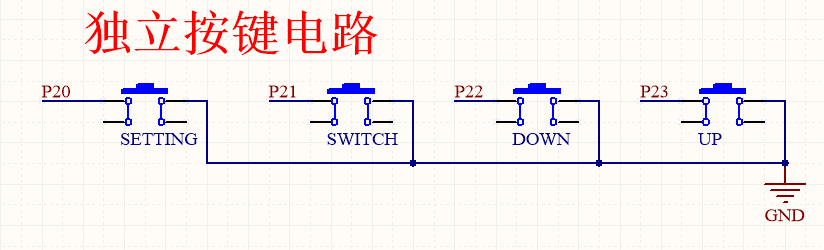 独立按键电路
P20 P21 P22 P23
SETTING SWITCH DOWN UP
GND